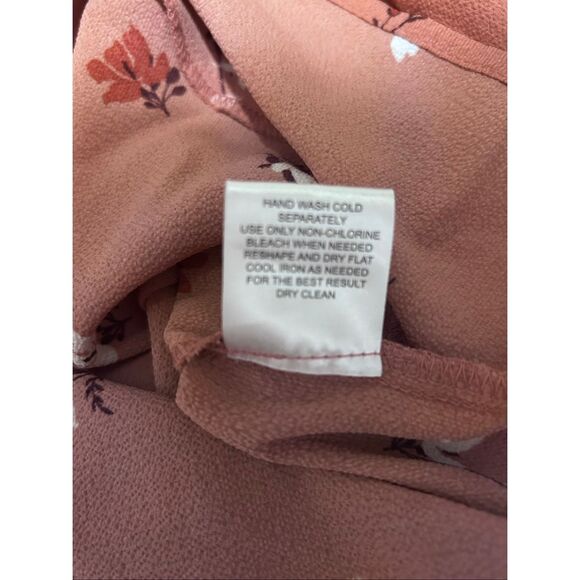 HAND WASH COLD
SEPARATELY
USE ONLY NON-CHLORINE
BLEACH WHEN NEEDED
RESHAPE AND DRY FLAT
COOL IRON AS NEEDED
FOR THE BEST RESULT
DRY CLEAN